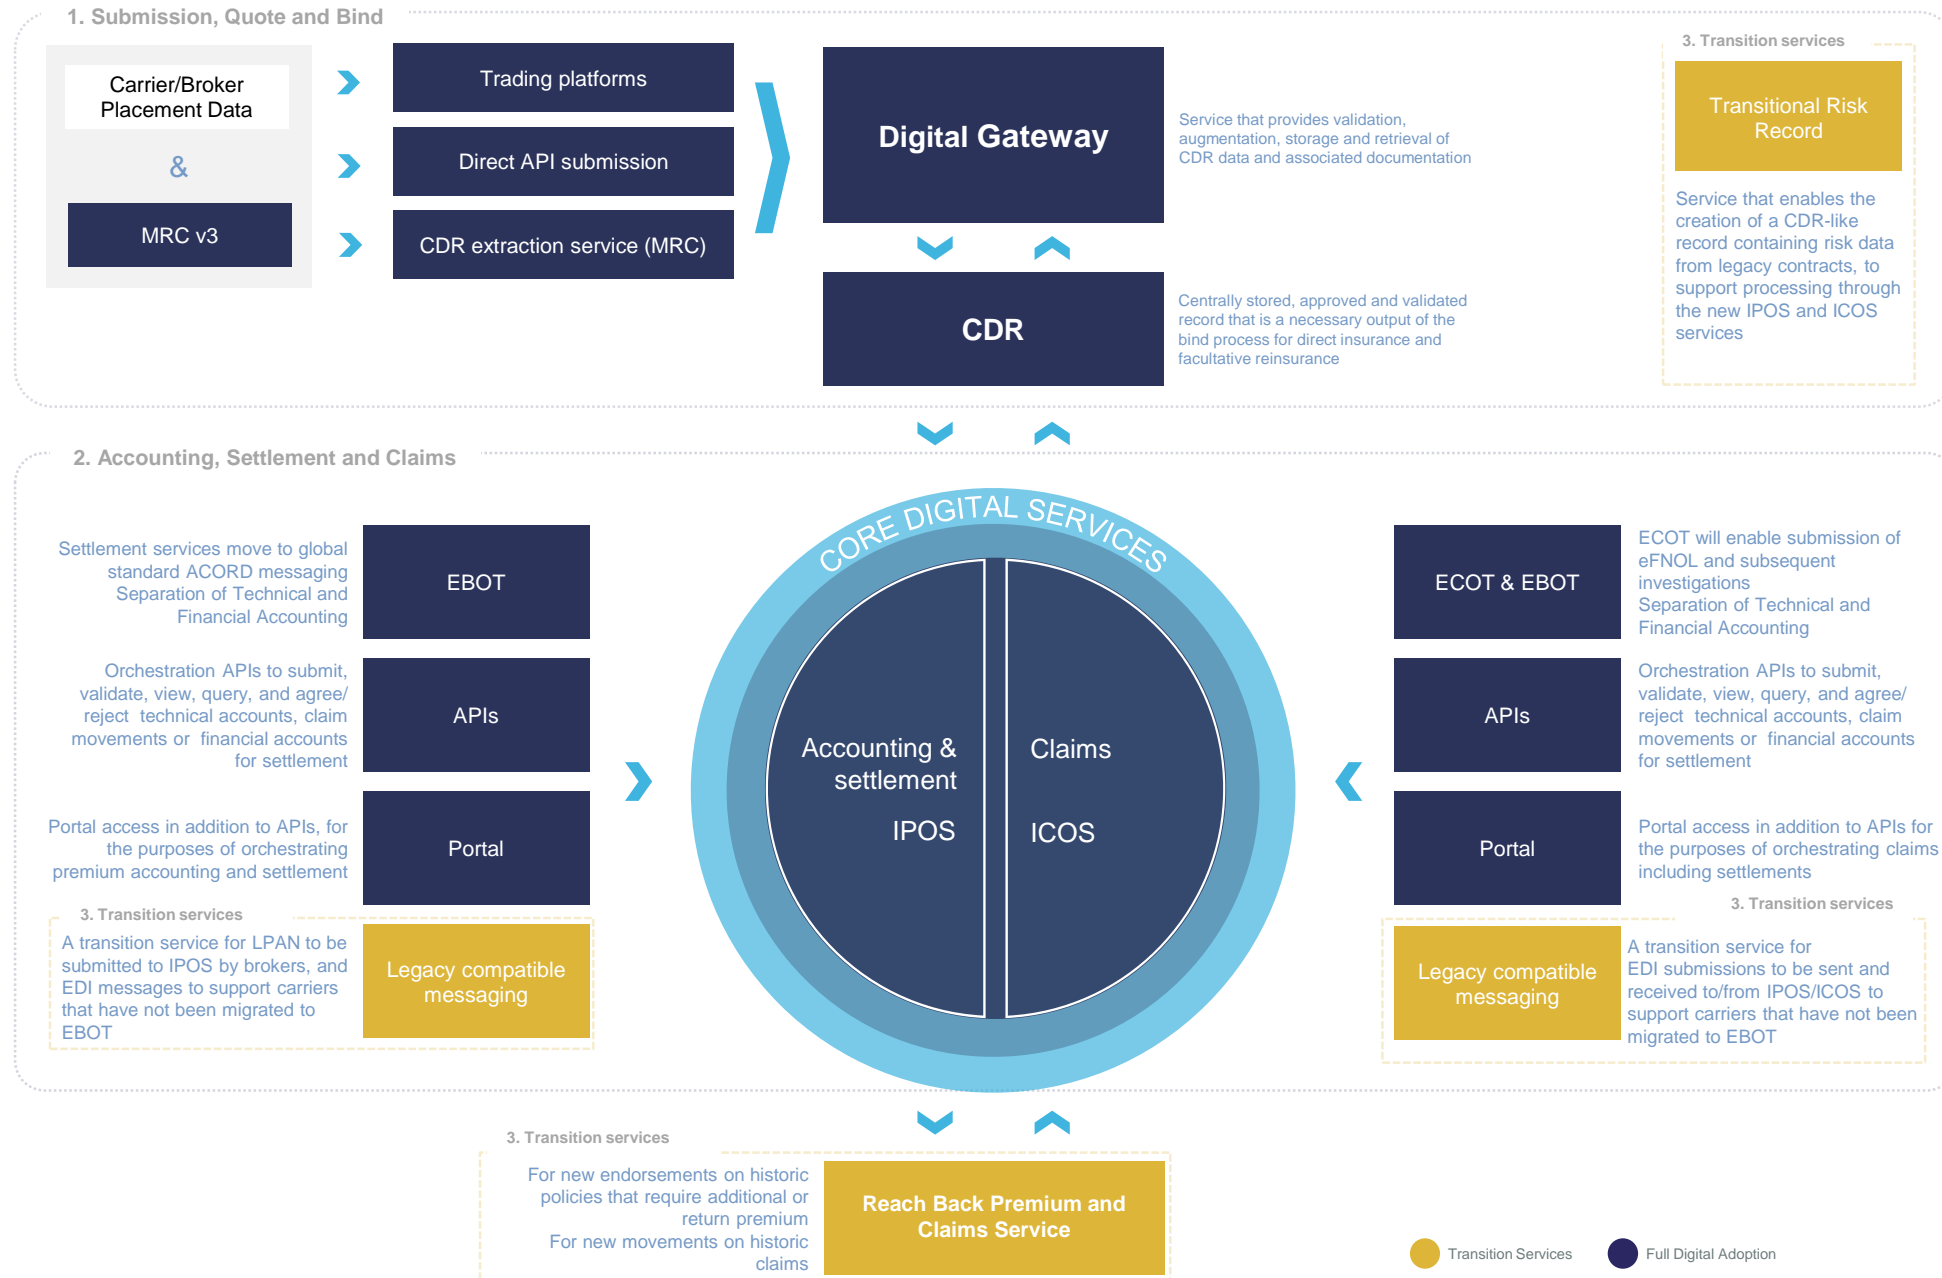 1. Submission, Quote and Bind
Carrier/Broker
Placement Data
&
MRC v3
Trading platforms
Direct API submission
CDR extraction service (MRC)
Digital Gateway
Service that provides validation,
augmentation, storage and retrieval of
CDR data and associated documentation
CDR
Centrally stored, approved and validated
record that is a necessary output of the
bind process for direct insurance and
facultative reinsurance
3. Transition services
Transitional Risk
Record
Service that enables the
creation of a CDR-like
record containing risk data
from legacy contracts, to
support processing through
the new IPOS and ICOS
services
2. Accounting, Settlement and Claims
Settlement services move to global
standard ACORD messaging
Separation of Technical and
Financial Accounting
EBOT
Orchestration APIs to submit,
validate, view, query, and agree/
reject technical accounts, claim
movements or financial accounts
for settlement
APIs
Portal access in addition to APIs, for
the purposes of orchestrating
premium accounting and settlement
Portal
3. Transition services
A transition service for LPAN to be
submitted to IPOS by brokers, and
EDI messages to support carriers
that have not been migrated to
EBOT
Legacy compatible
messaging
CORE DIGITAL SERVICES
Accounting &
settlement
IPOS
Claims
ICOS
ECOT & EBOT
ECOT will enable submission of
eFNOL and subsequent
investigations
Separation of Technical and
Financial Accounting
APIs
Orchestration APIs to submit,
validate, view, query, and agree/
reject technical accounts, claim
movements or financial accounts
for settlement
Portal
Portal access in addition to APIs for
the purposes of orchestrating claims
including settlements
3. Transition services
Legacy compatible
messaging
A transition service for
EDI submissions to be sent and
received to/from IPOS/ICOS to
support carriers that have not been
migrated to EBOT
3. Transition services
For new endorsements on historic
policies that require additional or
return premium
For new movements on historic
claims
Reach Back Premium and
Claims Service
Transition Services
Full Digital Adoption